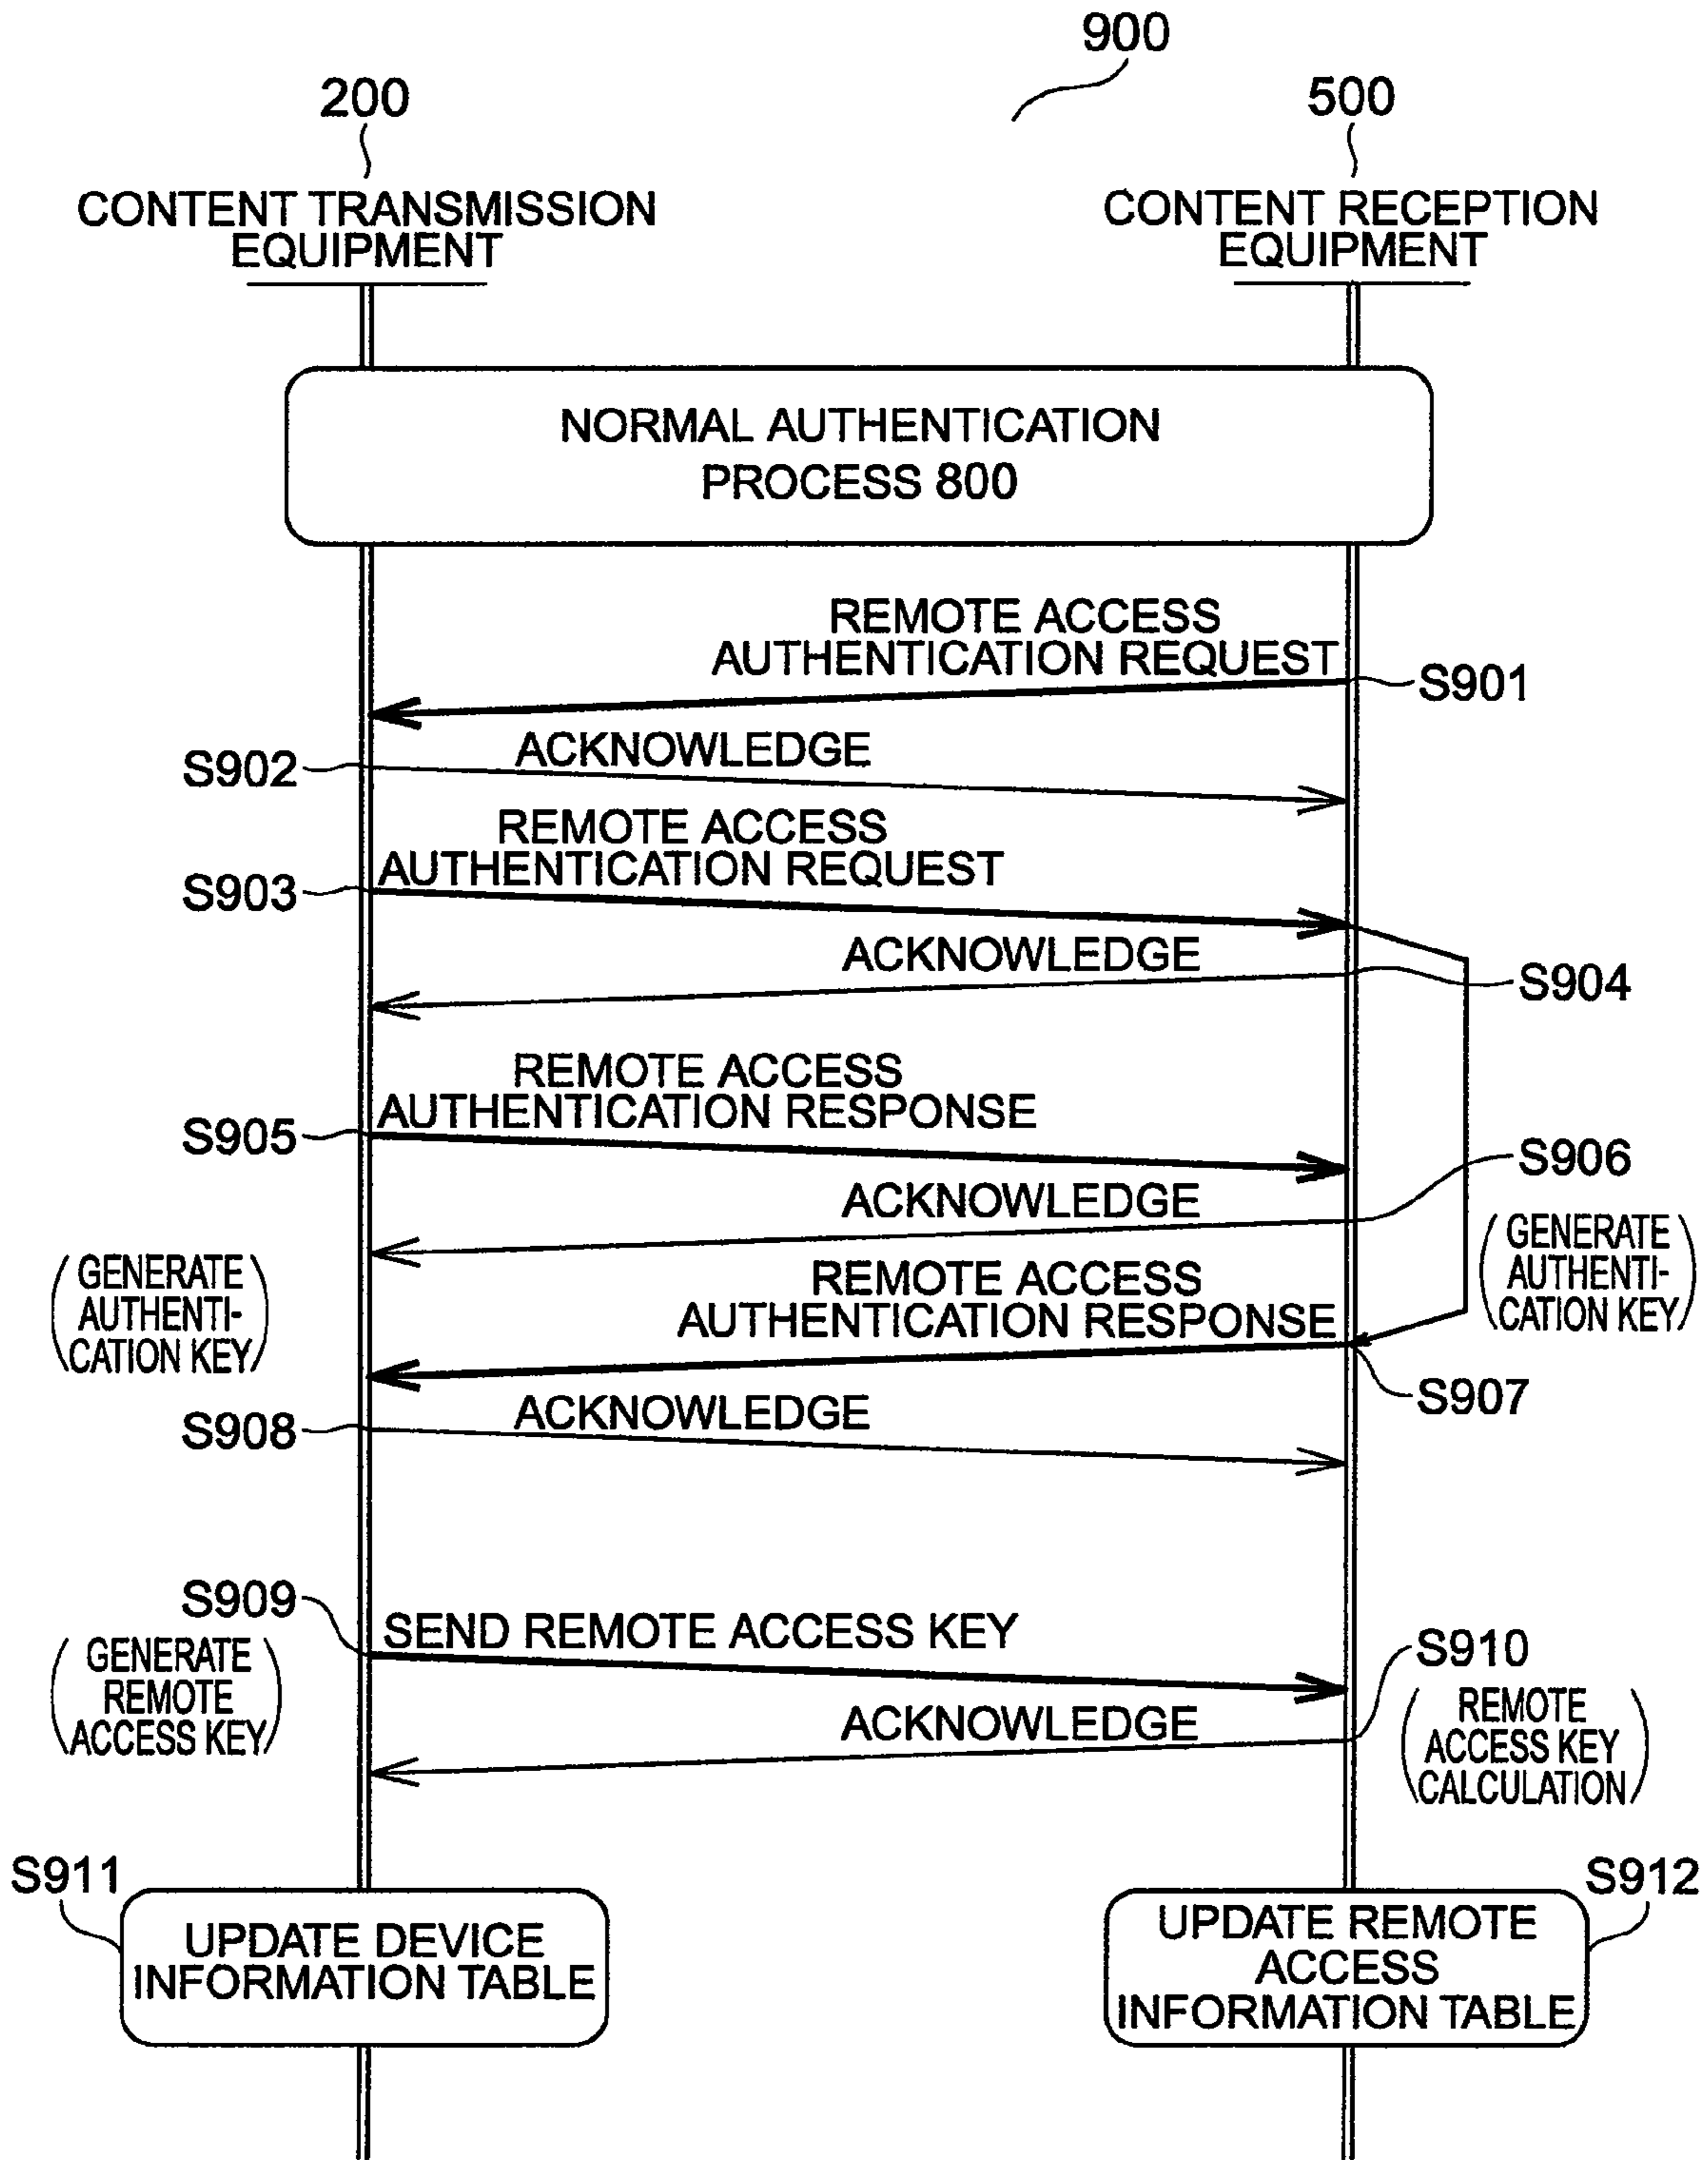 900
200
500
CONTENT TRANSMISSION
EQUIPMENT
CONTENT RECEPTION
EQUIPMENT
NORMAL AUTHENTICATION
PROCESS 800
REMOTE ACCESS
AUTHENTICATION REQUEST
S901
ACKNOWLEDGE
S902
REMOTE ACCESS
AUTHENTICATION REQUEST
S903
ACKNOWLEDGE
S904
REMOTE ACCESS
AUTHENTICATION RESPONSE
S905
S906
ACKNOWLEDGE
(GENERATE
AUTHENTI-
CATION KEY)
(GENERATE
AUTHENTI-
CATION KEY)
REMOTE ACCESS
AUTHENTICATION RESPONSE
S907
ACKNOWLEDGE
S908
S909
SEND REMOTE ACCESS KEY
(GENERATE
REMOTE
ACCESS KEY)
S910
ACKNOWLEDGE
(REMOTE
ACCESS KEY
CALCULATION)
S911
UPDATE DEVICE
INFORMATION TABLE
S912
UPDATE REMOTE
ACCESS
INFORMATION TABLE